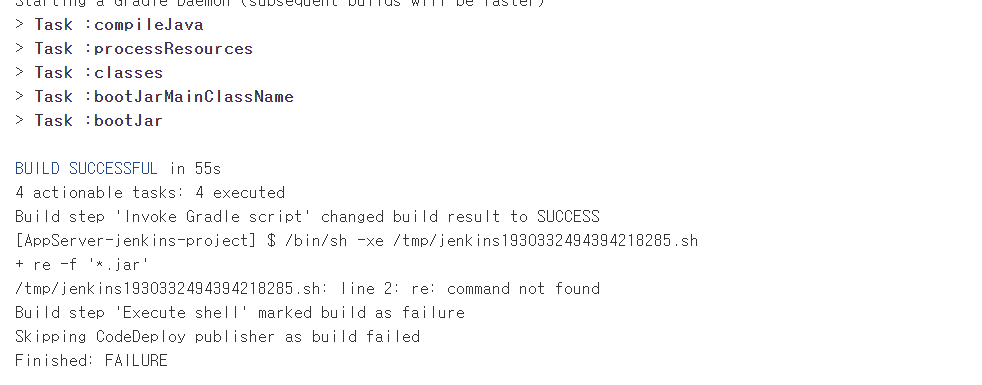 Starting a Gradle Daemon (subsequent builds will be faster)
> Task :compileJava
> Task :processResources
> Task :classes
> Task :bootJarMainClassName
> Task :bootJar
BUILD SUCCESSFUL in 55s
4 actionable tasks: 4 executed
Build step 'Invoke Gradle script' changed build result to SUCCESS
[AppServer-jenkins-project] $ /bin/sh -xe /tmp/jenkins1930332494394218285.sh
+ re -f '*.jar'
/tmp/jenkins1930332494394218285.sh: line 2: re: command not found
Build step 'Execute shell' marked build as failure
Skipping CodeDeploy publisher as build failed
Finished: FAILURE